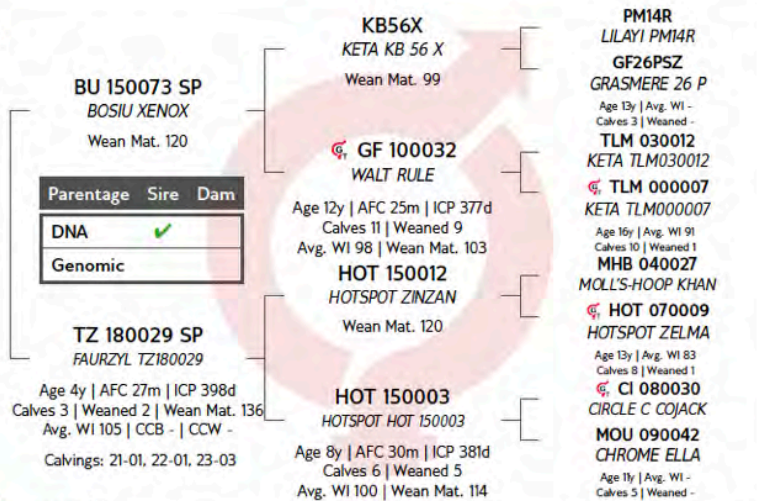 BU 150073 SP
BOSIU XENOX
Wean Mat. 120
Parentage Sire Dam
DNA ✔
Genomic
TZ 180029 SP
FAURZYL TZ180029
Age 4y | AFC 27m | ICP 398d
Calves 3 | Weaned 2 | Wean Mat. 136
Avg. WI 105 | CCB - | CCW -
Calvings: 21-01, 22-01, 23-03
KB56X
KETA KB 56 X
Wean Mat. 99
GF 100032
WALT RULE
Age 12y | AFC 25m | ICP 377d
Calves 11 | Weaned 9
Avg. WI 98 | Wean Mat. 103
HOT 150012
HOTSPOT ZINZAN
Wean Mat. 120
HOT 150003
HOTSPOT HOT 150003
Age 8y | AFC 30m | ICP 381d
Calves 6 | Weaned 5
Avg. WI 100 | Wean Mat. 114
PM14R
LILAYI PM14R
GF26PSZ
GRASMERE 26 P
Age 13y | Avg. WI -
Calves 3 | Weaned -
TLM 030012
KETA TLM030012
TLM 000007
KETA TLM000007
Age 16y | Avg. WI 91
Calves 10 | Weaned 1
MHB 040027
MOLL'S-HOOP KHAN
HOT 070009
HOTSPOT ZELMA
Age 13y | Avg. WI 83
Calves 8 | Weaned 1
CI 080030
CIRCLE C COJACK
MOU 090042
CHROME ELLA
Age 11y | Avg. WI -
Calves 5 | Weaned -